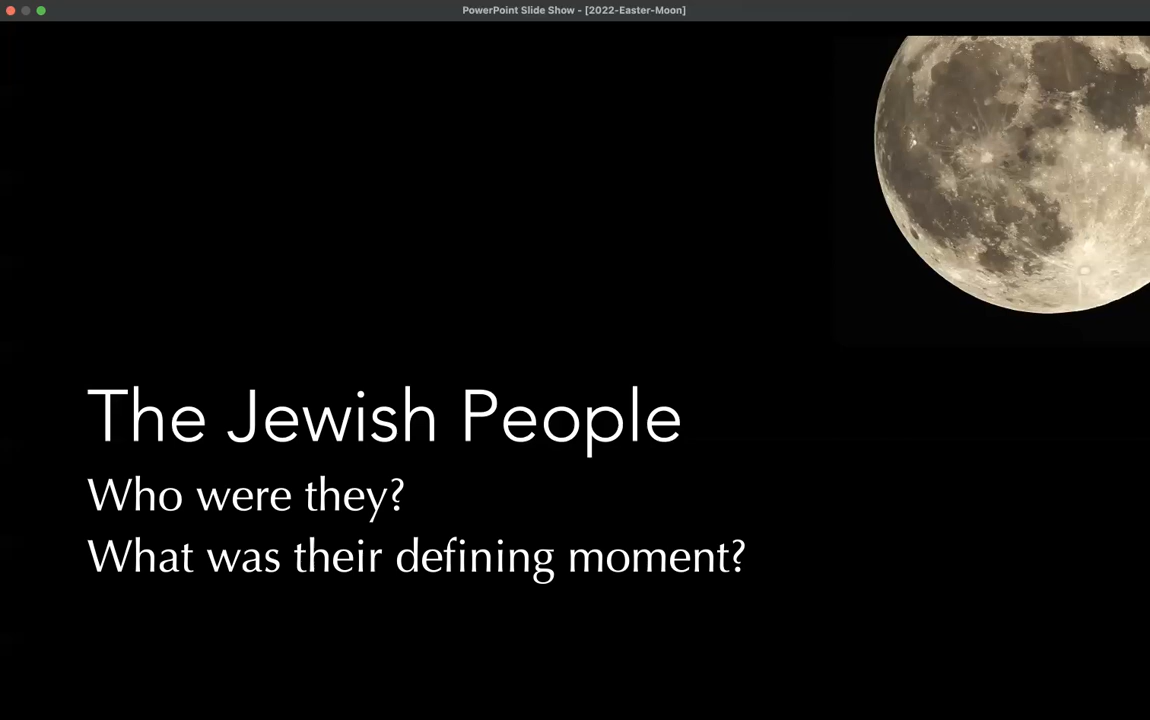 PowerPoint Slide Show - [2022-Easter-Moon]
The Jewish People
Who were they?
What was their defining moment?